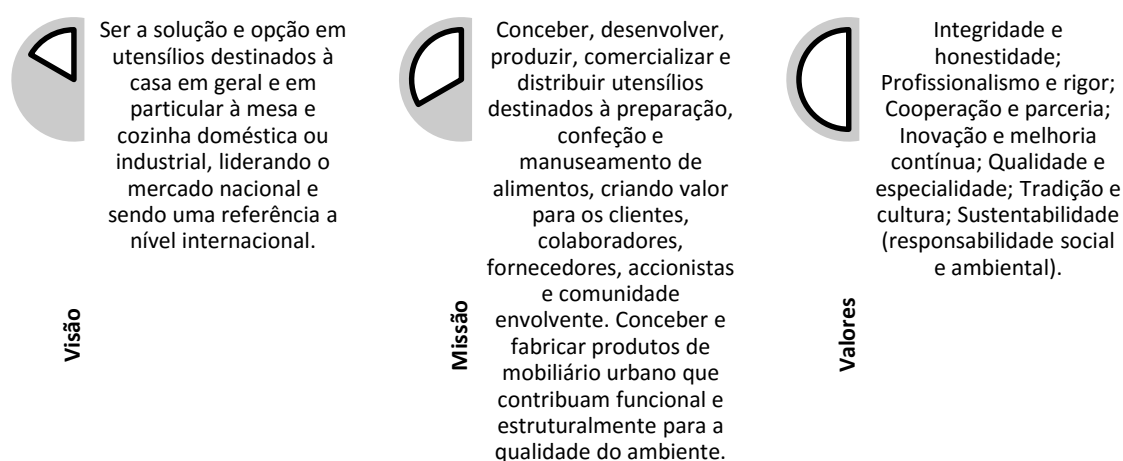 Ser a solução e opção em
utensílios destinados à
casa em geral e em
particular à mesa e
cozinha doméstica ou
industrial, liderando o
mercado nacional e
sendo uma referência a
nível internacional.
Visão
Conceber, desenvolver,
produzir, comercializar e
distribuir utensílios
destinados à preparação,
confeção e
manuseamento de
alimentos, criando valor
para os clientes,
colaboradores,
fornecedores, accionistas
e comunidade
envolvente. Conceber e
fabricar produtos de
mobiliário urbano que
contribuam funcional e
estruturalmente para a
qualidade do ambiente.
Missão
Integridade e
honestidade;
Profissionalismo e rigor;
Cooperação e parceria;
Inovação e melhoria
contínua; Qualidade e
especialidade; Tradição e
cultura; Sustentabilidade
(responsabilidade social
e ambiental).
Valores